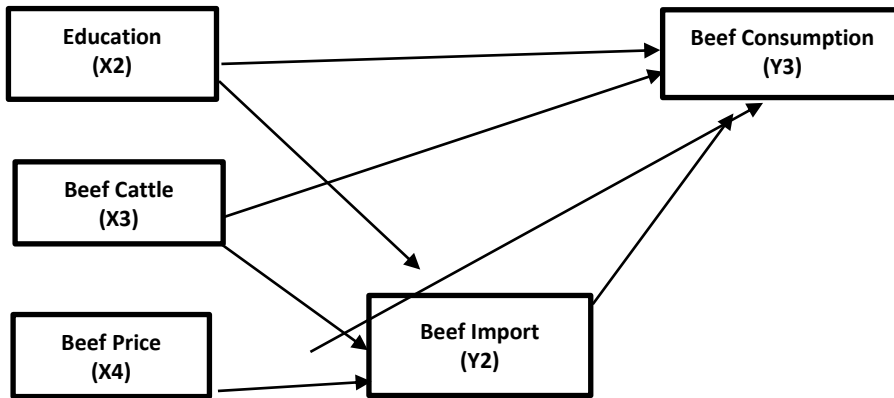 Education
(X2)
Beef Consumption
(Y3)
Beef Cattle
(X3)
Beef Price
(X4)
Beef Import
(Y2)